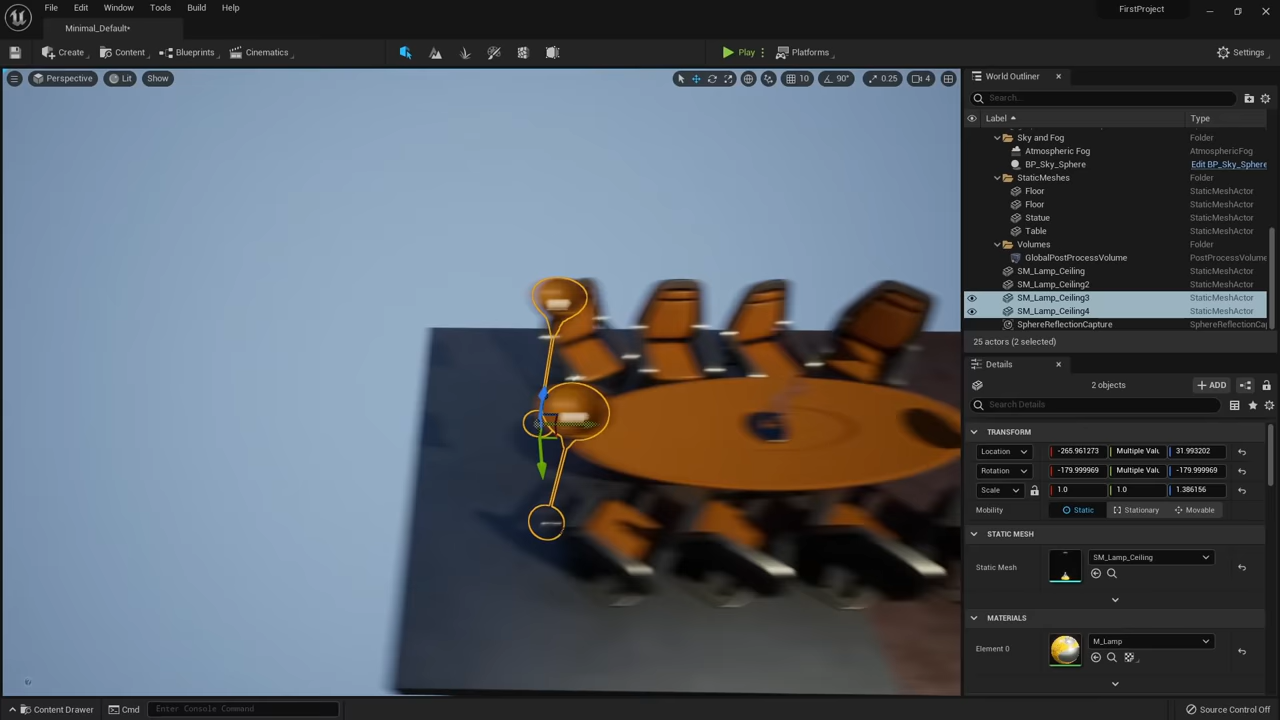 File Edit Window Tools Build Help
FirstProject
Minimal_Default*
Create Content Blueprints Cinematics Play Platforms Settings
Perspective Lit Show 10 90° 0.25 4
World Outliner
Search...
Label Type
Sky and Fog Folder
Atmospheric Fog AtmosphericFog
BP_Sky_Sphere Edit BP_Sky_Sphere
StaticMeshes Folder
Floor StaticMeshActor
Floor StaticMeshActor
Statue StaticMeshActor
Table StaticMeshActor
Volumes Folder
GlobalPostProcessVolume PostProcessVolume
SM_Lamp_Ceiling StaticMeshActor
SM_Lamp_Ceiling2 StaticMeshActor
SM_Lamp_Ceiling3 StaticMeshActor
SM_Lamp_Ceiling4 StaticMeshActor
SphereReflectionCapture SphereReflectionCap
25 actors (2 selected)
Details
2 objects ADD
Search Details
TRANSFORM
Location -265.961273 Multiple Valu 31.993202
Rotation -179.999969 Multiple Valu -179.999969
Scale 1.0 1.0 1.386156
Mobility Static Stationary Movable
STATIC MESH
Static Mesh SM_Lamp_Ceiling
MATERIALS
Element 0 M_Lamp
Content Drawer Cmd Enter Console Command Source Control Off